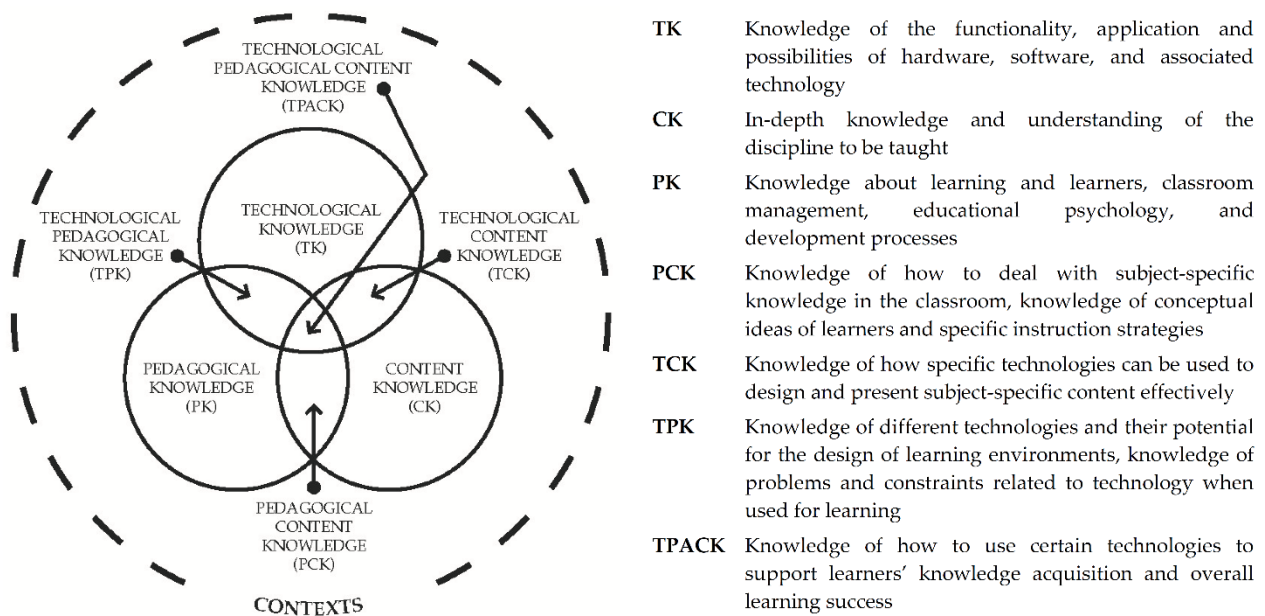 TECHNOLOGICAL
PEDAGOGICAL CONTENT
KNOWLEDGE
(TPACK)
TECHNOLOGICAL
KNOWLEDGE
(TK)
TECHNOLOGICAL
PEDAGOGICAL
KNOWLEDGE
(TPK)
TECHNOLOGICAL
CONTENT
KNOWLEDGE
(TCK)
PEDAGOGICAL
KNOWLEDGE
(PK)
CONTENT
KNOWLEDGE
(CK)
PEDAGOGICAL
CONTENT
KNOWLEDGE
(PCK)
CONTEXTS
TK Knowledge of the functionality, application and
possibilities of hardware, software, and associated
technology
CK In-depth knowledge and understanding of the
discipline to be taught
PK Knowledge about learning and learners, classroom
management, educational psychology, and
development processes
PCK Knowledge of how to deal with subject-specific
knowledge in the classroom, knowledge of conceptual
ideas of learners and specific instruction strategies
TCK Knowledge of how specific technologies can be used to
design and present subject-specific content effectively
TPK Knowledge of different technologies and their potential
for the design of learning environments, knowledge of
problems and constraints related to technology when
used for learning
TPACK Knowledge of how to use certain technologies to
support learners’ knowledge acquisition and overall
learning success